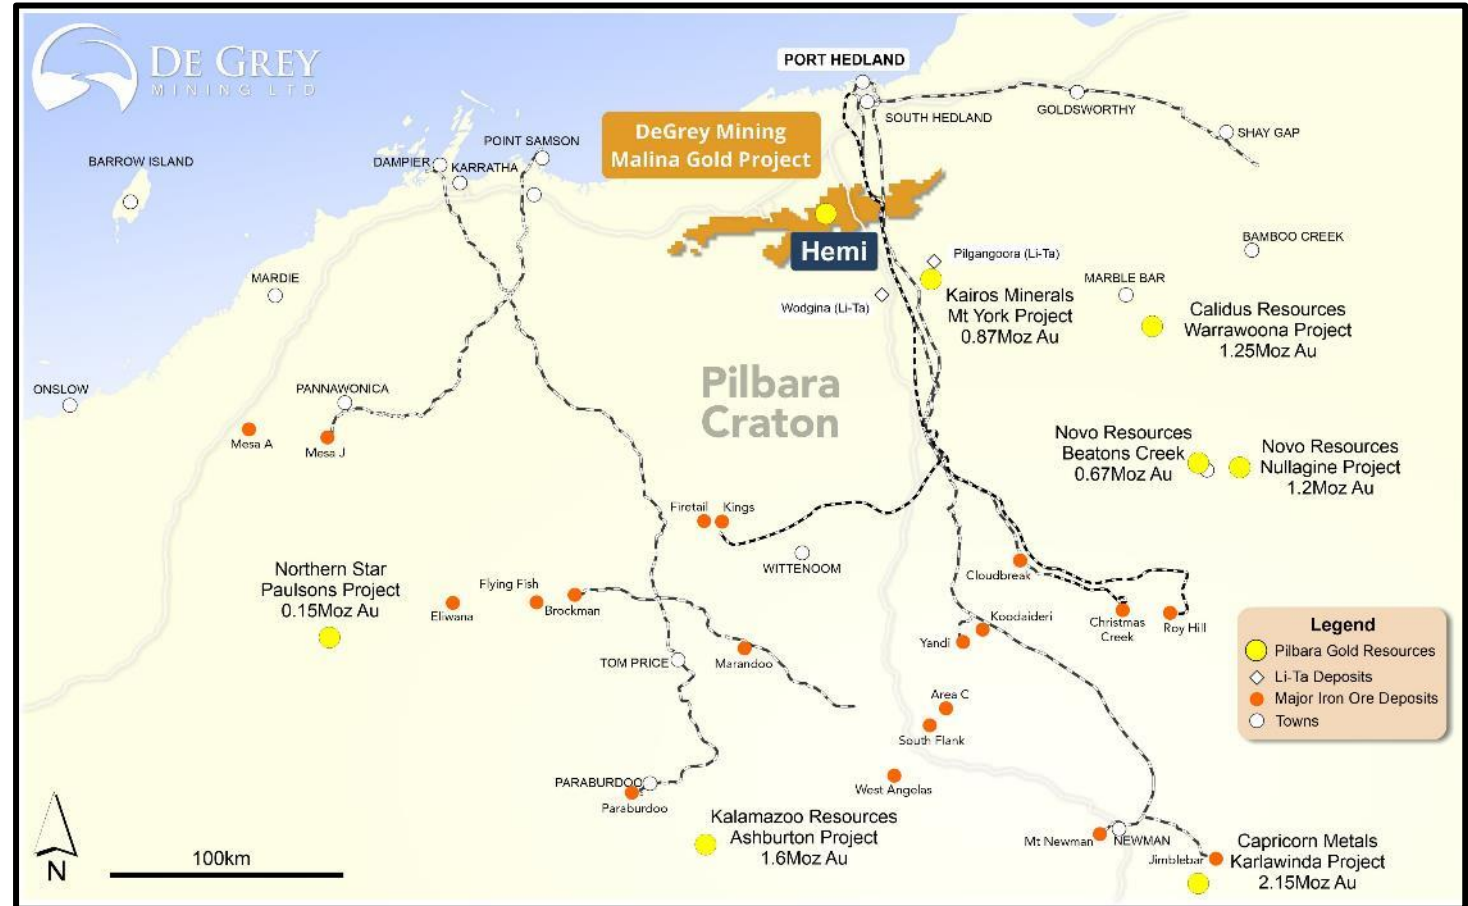 DE GREY
MINING LTD
PORT HEDLAND
SOUTH HEDLAND
GOLDSWORTHY
SHAY GAP
DeGrey Mining
Malina Gold Project
POINT SAMSON
DAMPIER
KARRATHA
BARROW ISLAND
Hemi
BAMBOO CREEK
Pilgangoora (Li-Ta)
MARDIE
MARBLE BAR
Wodgina (Li-Ta)
Kairos Minerals
Mt York Project
0.87Moz Au
Calidus Resources
Warrawoona Project
1.25Moz Au
ONSLOW
PANNAWONICA
Pilbara
Craton
Mesa A
Mesa J
Novo Resources
Beatons Creek
0.67Moz Au
Novo Resources
Nullagine Project
1.2Moz Au
Firetail
Kings
WITTENOOM
Cloudbreak
Northern Star
Paulsons Project
0.15Moz Au
Flying Fish
Eliwana
Brockman
Koodaideri
Christmas
Creek
Roy Hill
Yandi
TOM PRICE
Marandoo
Legend
Pilbara Gold Resources
Li-Ta Deposits
Major Iron Ore Deposits
Towns
Area C
South Flank
PARABURDOO
Paraburdoo
West Angelas
Kalamazoo Resources
Ashburton Project
1.6Moz Au
Mt Newman
NEWMAN
Jimblebar
Capricorn Metals
Karlawinda Project
2.15Moz Au
N
100km